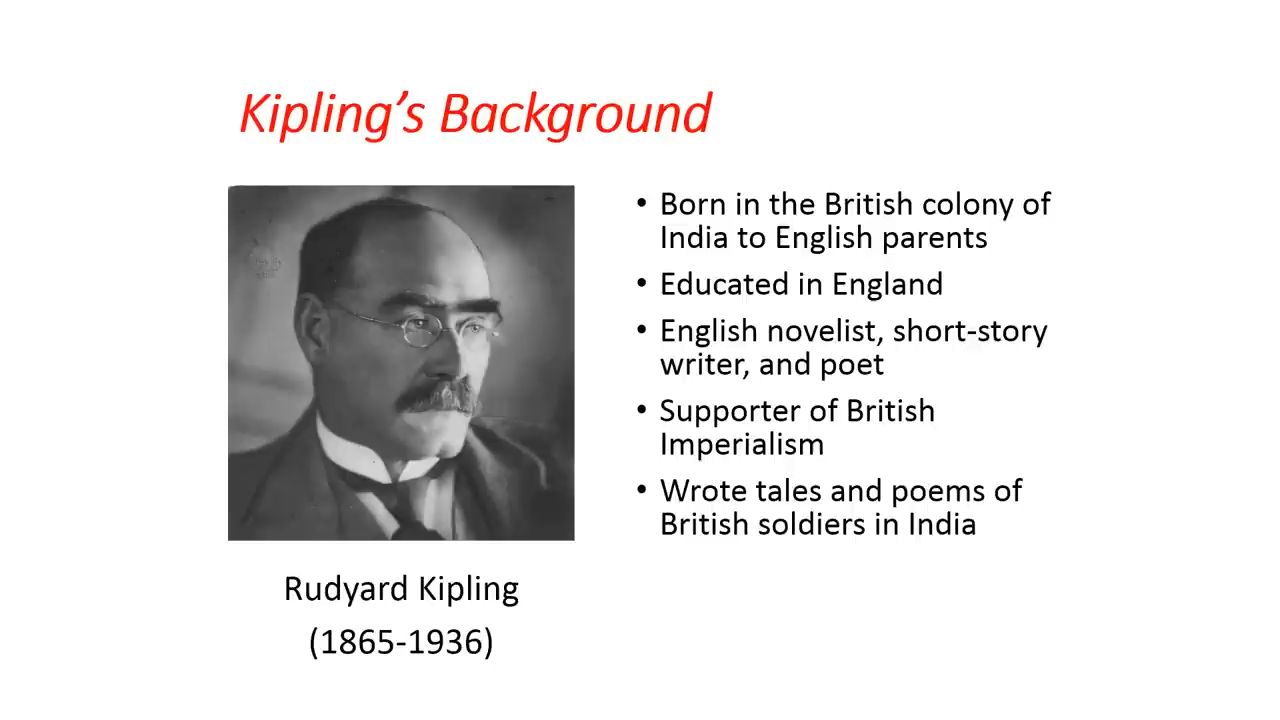 Kipling’s Background
• Born in the British colony of
India to English parents
• Educated in England
• English novelist, short-story
writer, and poet
• Supporter of British
Imperialism
• Wrote tales and poems of
British soldiers in India
Rudyard Kipling
(1865-1936)